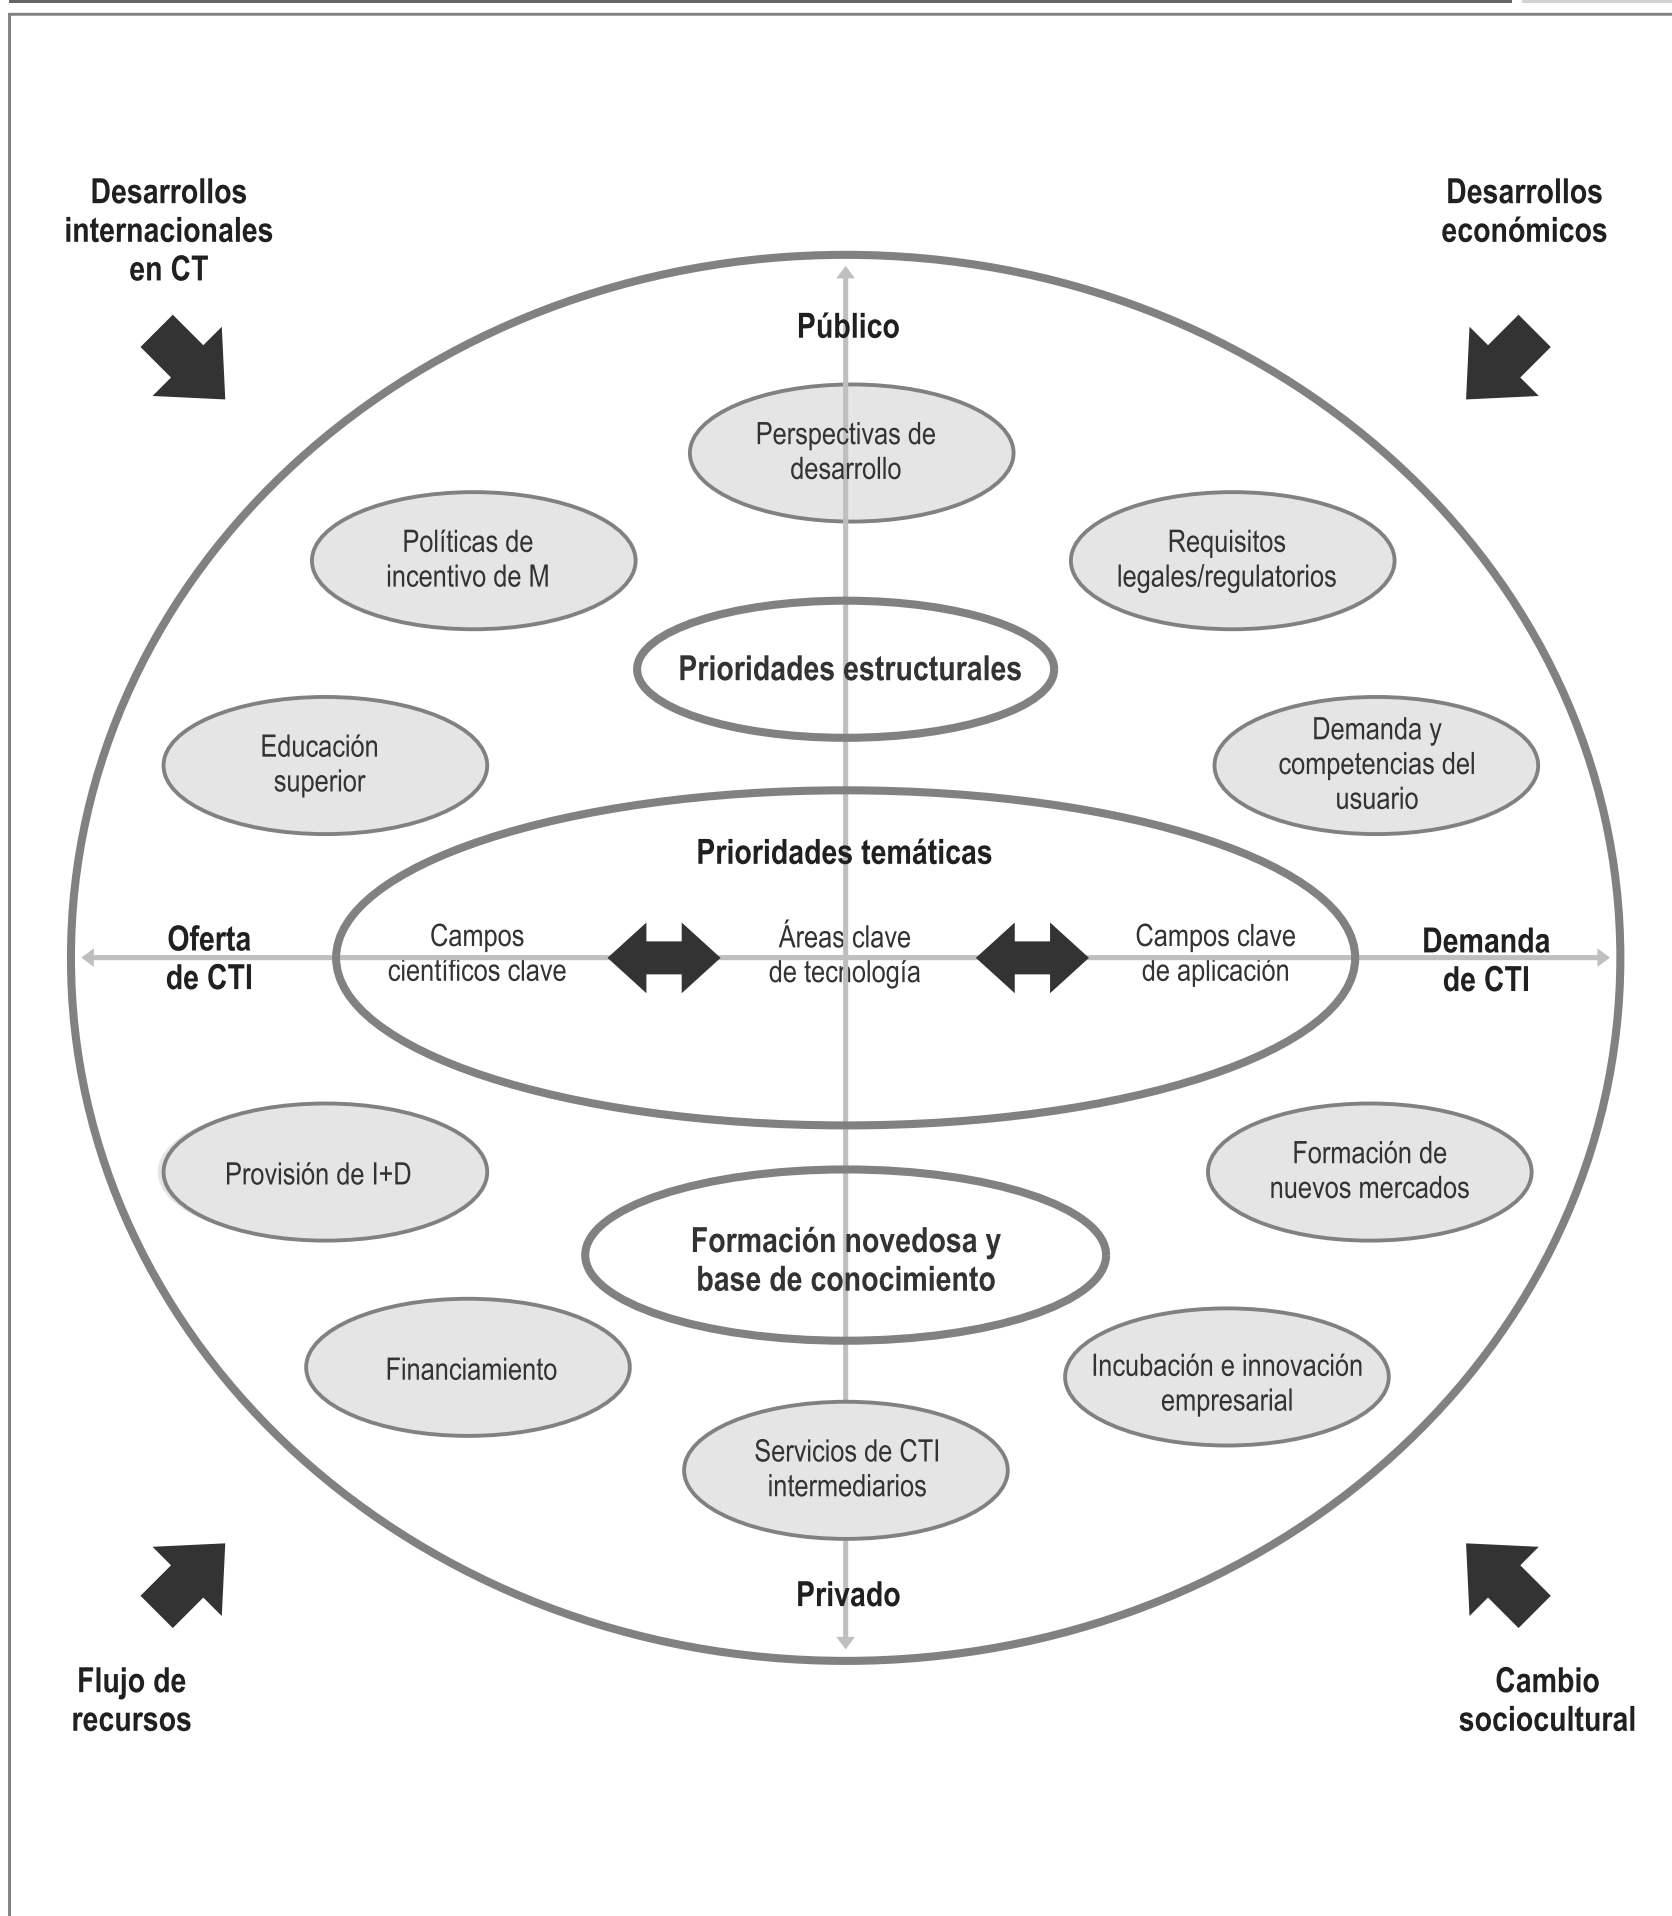 Desarrollos
internacionales
en CT
Desarrollos
económicos
Público
Perspectivas de
desarrollo
Políticas de
incentivo de M
Requisitos
legales/regulatorios
Prioridades estructurales
Educación
superior
Demanda y
competencias del
usuario
Prioridades temáticas
Oferta
de CTI
Campos
científicos clave
Áreas clave
de tecnología
Campos clave
de aplicación
Demanda
de CTI
Provisión de I+D
Formación de
nuevos mercados
Formación novedosa y
base de conocimiento
Financiamiento
Incubación e innovación
empresarial
Servicios de CTI
intermediarios
Privado
Flujo de
recursos
Cambio
sociocultural